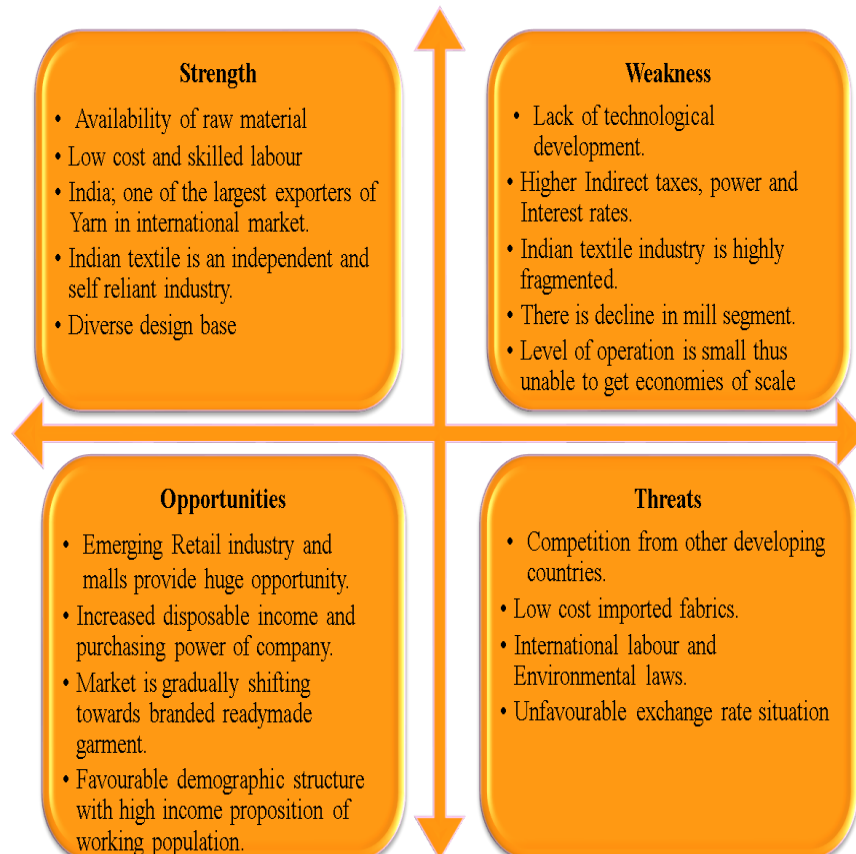 Strength
• Availability of raw material
• Low cost and skilled labour
• India; one of the largest exporters of
Yarn in international market.
• Indian textile is an independent and
self reliant industry.
• Diverse design base
Weakness
• Lack of technological
development.
• Higher Indirect taxes, power and
Interest rates.
• Indian textile industry is highly
fragmented.
• There is decline in mill segment.
• Level of operation is small thus
unable to get economies of scale
Opportunities
• Emerging Retail industry and
malls provide huge opportunity.
• Increased disposable income and
purchasing power of company.
• Market is gradually shifting
towards branded readymade
garment.
• Favourable demographic structure
with high income proposition of
working population.
Threats
• Competition from other developing
countries.
• Low cost imported fabrics.
• International labour and
Environmental laws.
• Unfavourable exchange rate situation